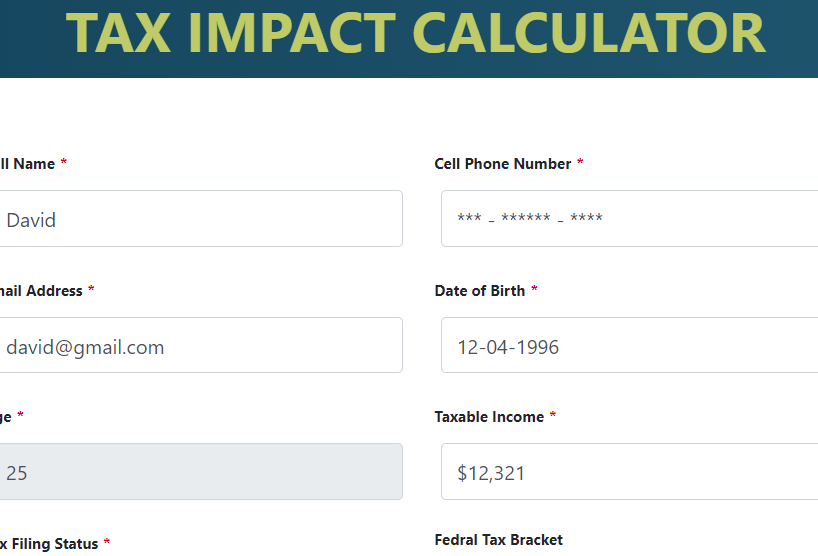 TAX IMPACT CALCULATOR
ll Name *
Cell Phone Number *
David
*** - ****** - ****
nail Address *
Date of Birth *
david@gmail.com
12-04-1996
ge *
Taxable Income *
25
$12,321
x Filing Status *
Fedral Tax Bracket